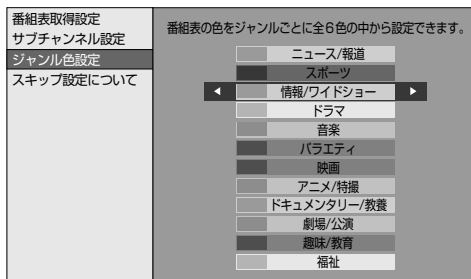 番組表取得設定
サブチャンネル設定
ジャンル色設定
スキップ設定について
番組表の色をジャンルごとに全6色の中から設定できます。
ニュース/報道
スポーツ
情報/ワイドショー
ドラマ
音楽
バラエティ
映画
アニメ/特撮
ドキュメンタリー/教養
劇場/公演
趣味/教育
福祉